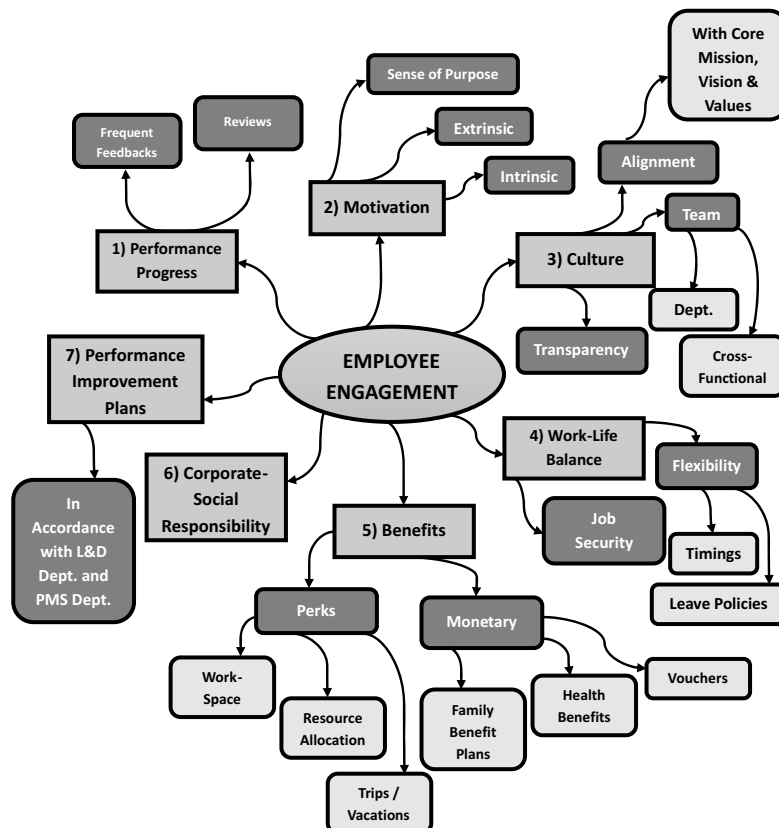 With Core
Mission,
Vision &
Values
Sense of Purpose
Reviews
Frequent
Feedbacks
Extrinsic
Alignment
Intrinsic
2) Motivation
Team
1) Performance
Progress
3) Culture
Dept.
Transparency
Cross-
Functional
EMPLOYEE
ENGAGEMENT
7) Performance
Improvement
Plans
4) Work-Life
Balance
Flexibility
6) Corporate-
Social
Responsibility
In
Accordance
with L&D
Dept. and
PMS Dept.
5) Benefits
Job
Security
Timings
Leave Policies
Perks
Monetary
Work-
Space
Vouchers
Resource
Allocation
Family
Benefit
Plans
Health
Benefits
Trips /
Vacations